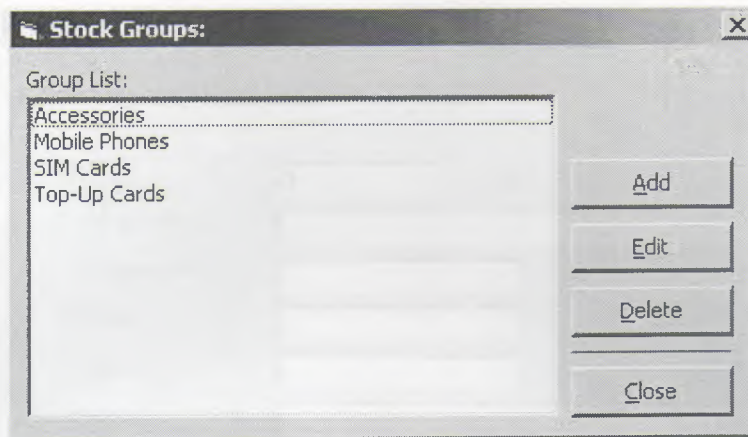 Stock Groups:
Group List:
Accessories
Mobile Phones
SIM Cards
Top-Up Cards
Add
Edit
Delete
Close